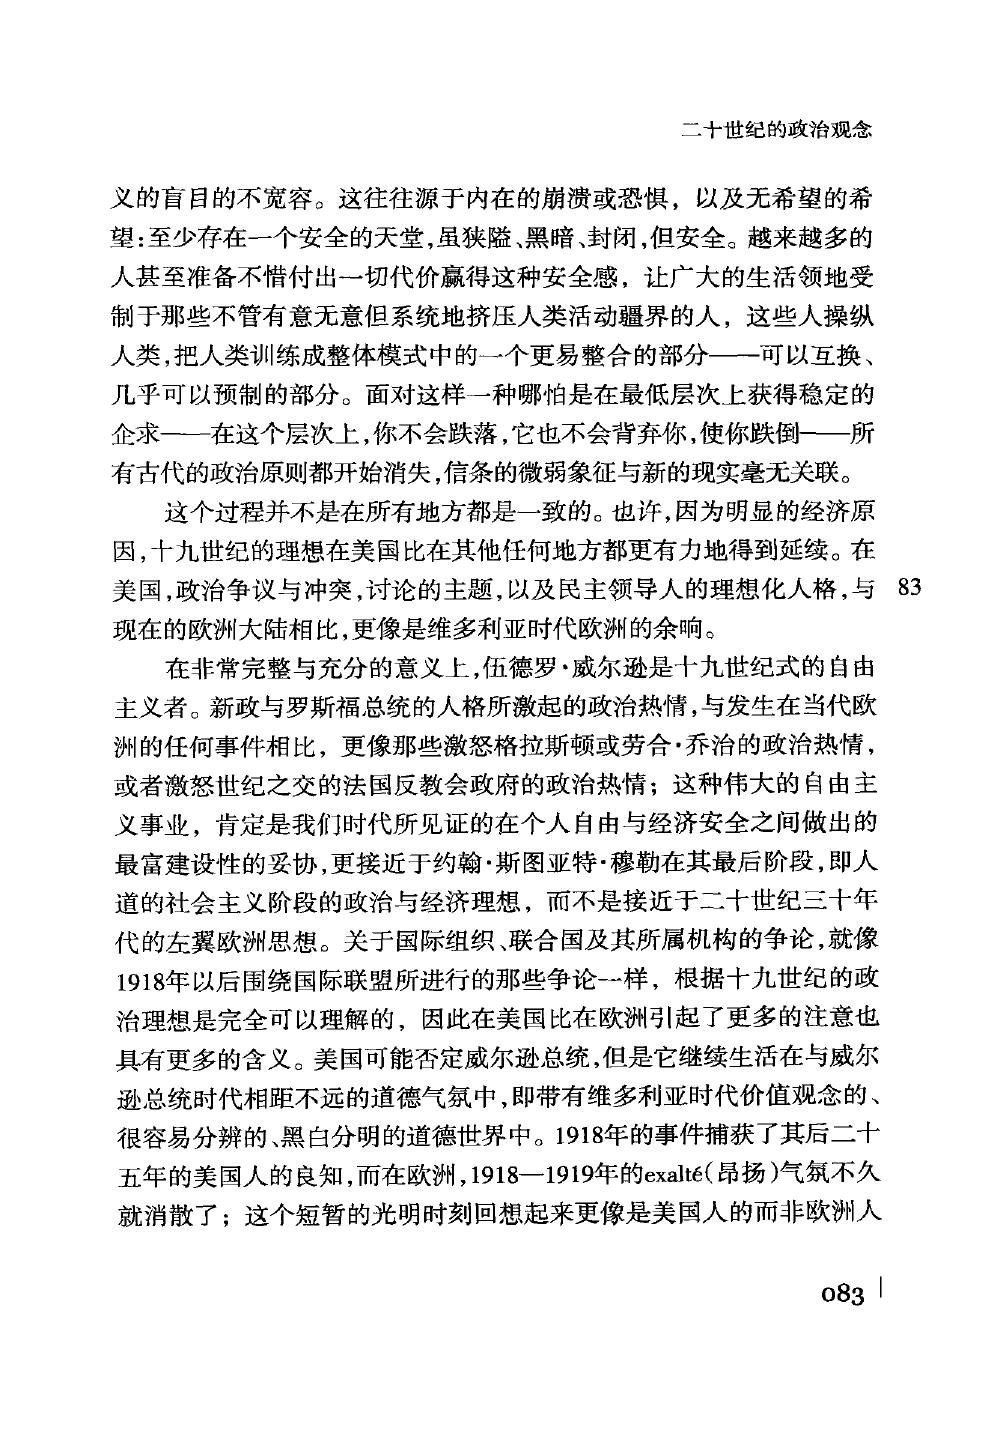 二十世纪的政治观念
义的盲目的不宽容。这往往源于内在的崩溃或恐惧，以及无希望的希
望：至少存在一个安全的天堂，虽狭隘、黑暗、封闭，但安全。越来越多的
人甚至准备不惜付出一切代价赢得这种安全感，让广大的生活领地受
制于那些不管有意无意但系统地挤压人类活动疆界的人，这些人操纵
人类，把人类训练成整体模式中的一个更易整合的部分——可以互换、
几乎可以预制的部分。面对这样一种哪怕是在最低层次上获得稳定的
企求——在这个层次上，你不会跌落，它也不会背弃你，使你跌倒——所
有古代的政治原则都开始消失，信条的微弱象征与新的现实毫无关联。
这个过程并不是在所有地方都是一致的。也许，因为明显的经济原
因，十九世纪的理想在美国比在其他任何地方都更有力地得到延续。在
美国，政治争议与冲突，讨论的主题，以及民主领导人的理想化人格，与 83
现在的欧洲大陆相比，更像是维多利亚时代欧洲的余响。
在非常完整与充分的意义上，伍德罗·威尔逊是十九世纪式的自由
主义者。新政与罗斯福总统的人格所激起的政治热情，与发生在当代欧
洲的任何事件相比，更像那些激怒格拉斯顿或劳合·乔治的政治热情，
或者激怒世纪之交的法国反教会政府的政治热情；这种伟大的自由主
义事业，肯定是我们时代所见证的在个人自由与经济安全之间做出的
最富建设性的妥协，更接近于约翰·斯图亚特·穆勒在其最后阶段，即人
道的社会主义阶段的政治与经济理想，而不是接近于二十世纪三十年
代的左翼欧洲思想。关于国际组织、联合国及其所属机构的争论，就像
1918年以后围绕国际联盟所进行的那些争论一样，根据十九世纪的政
治理想是完全可以理解的，因此在美国比在欧洲引起了更多的注意也
具有更多的含义。美国可能否定威尔逊总统，但是它继续生活在与威尔
逊总统时代相距不远的道德气氛中，即带有维多利亚时代价值观念的、
很容易分辨的、黑白分明的道德世界中。1918年的事件捕获了其后二十
五年的美国人的良知，而在欧洲，1918—1919年的exalté（昂扬）气氛不久
就消散了；这个短暂的光明时刻回想起来更像是美国人的而非欧洲人
083